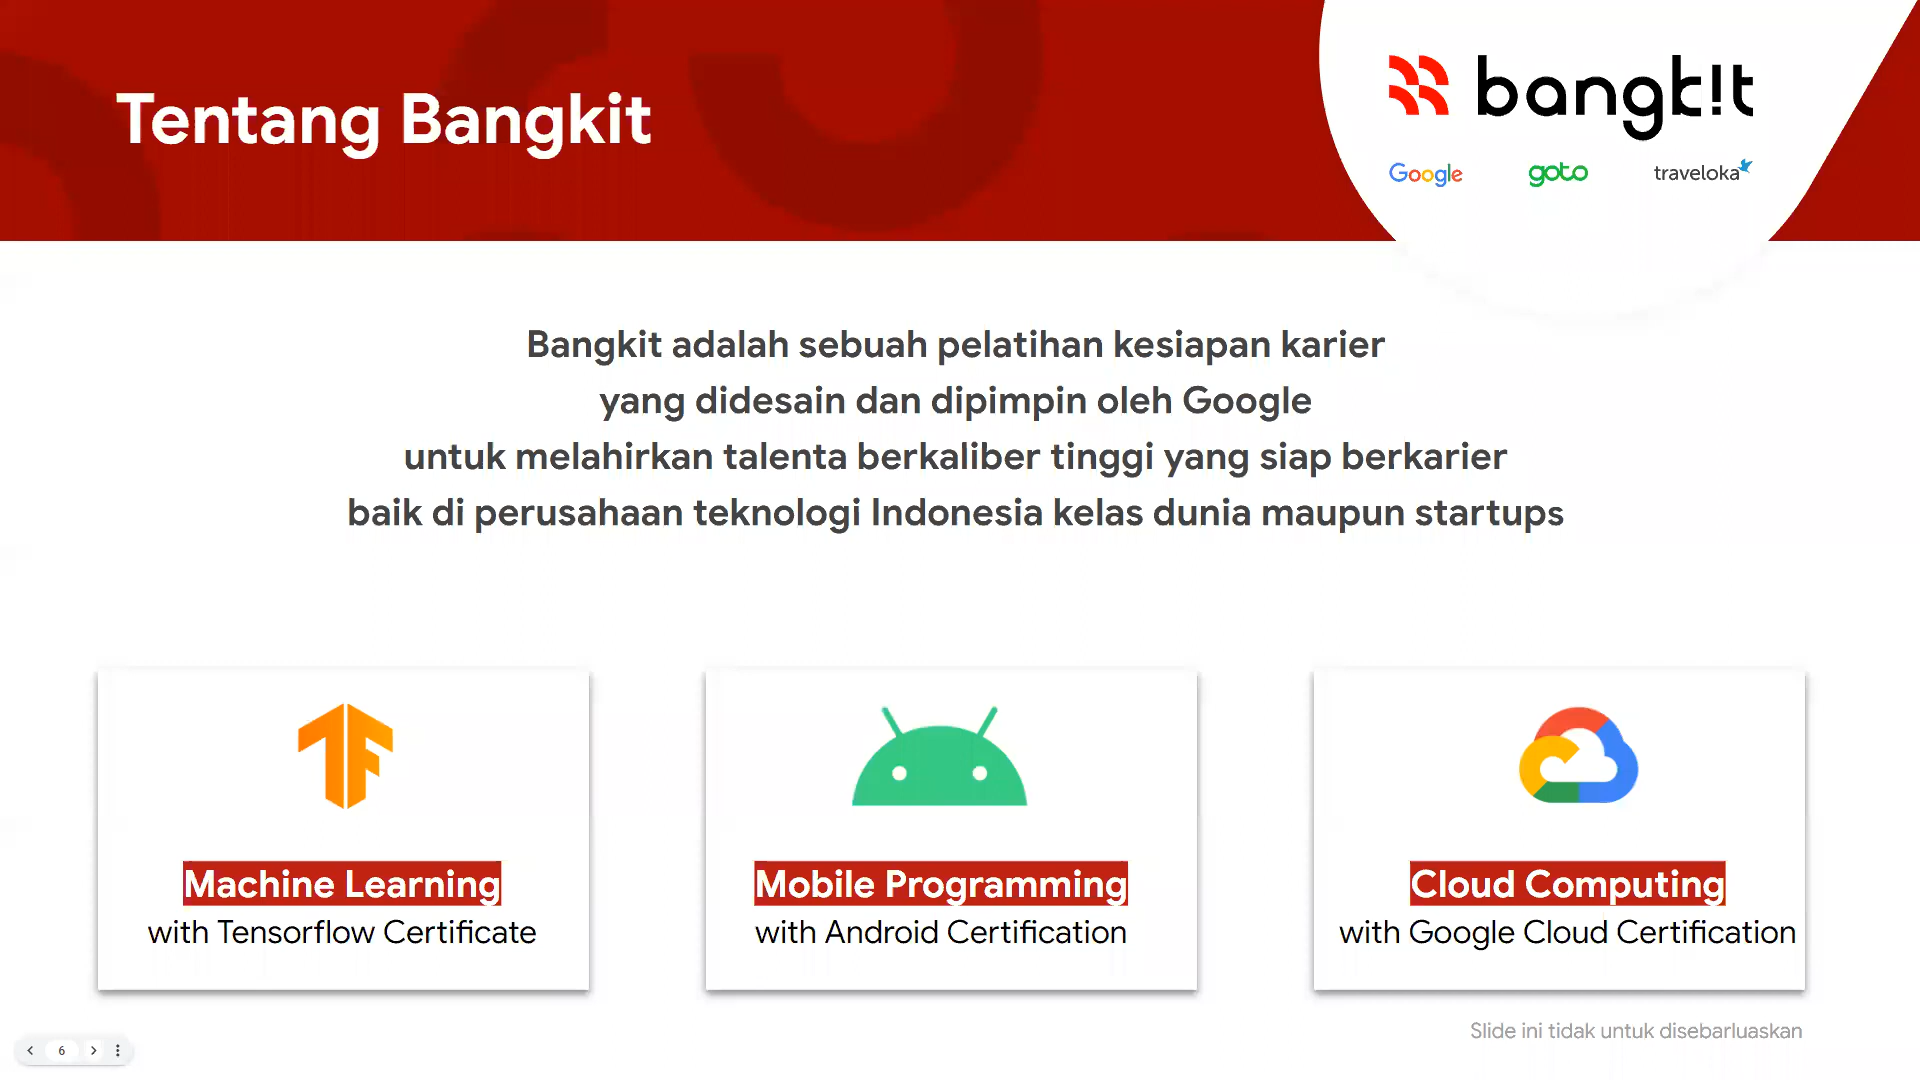 Tentang Bangkit
bangk!t
Google goto traveloka
Bangkit adalah sebuah pelatihan kesiapan karier
yang didesain dan dipimpin oleh Google
untuk melahirkan talenta berkaliber tinggi yang siap berkarier
baik di perusahaan teknologi Indonesia kelas dunia maupun startups
Machine Learning
with Tensorflow Certificate
Mobile Programming
with Android Certification
Cloud Computing
with Google Cloud Certification
Slide ini tidak untuk disebarluaskan
6